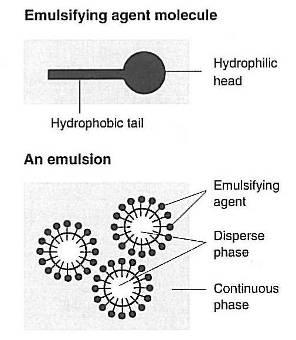 Emulsifying agent molecule
Hydrophilic
head
Hydrophobic tail
An emulsion
Emulsifying
agent
Disperse
phase
Continuous
phase